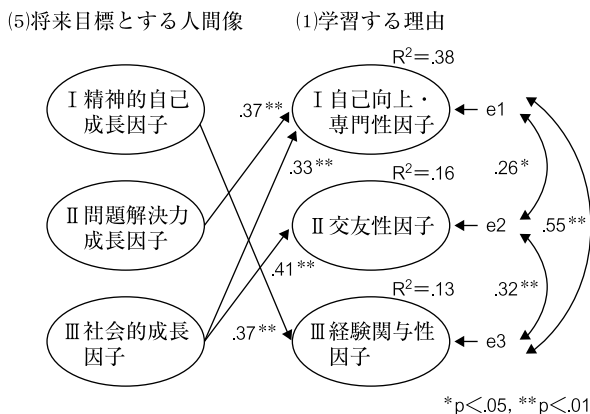 (5)将来目標とする人間像
(1)学習する理由
R²=.38
Ⅰ精神的自己
成長因子
.37**
Ⅰ自己向上・
専門性因子
e1
.33**
.26*
R²=.16
Ⅱ問題解決力
成長因子
Ⅱ交友性因子
e2
.55**
.41**
R²=.13
.32**
Ⅲ社会的成長
因子
.37**
Ⅲ経験関与性
因子
e3
*p<.05, **p<.01